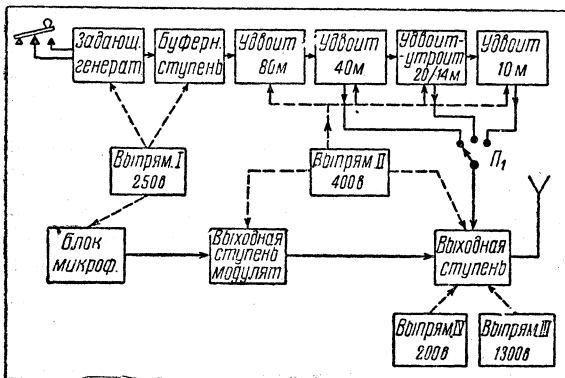 Задающ.
генерат.
Буферн.
ступень
Удвоит
80м
Удвоит
40м
Удвоит-
-утроит
20/14м
Удвоит
10м
П1
Выпрям. I
250в
Выпрям II
400в
Блок
микроф.
Выходная
ступень
модулят.
Выходная
ступень
Выпрям. IV
200в
Выпрям. III
1300в